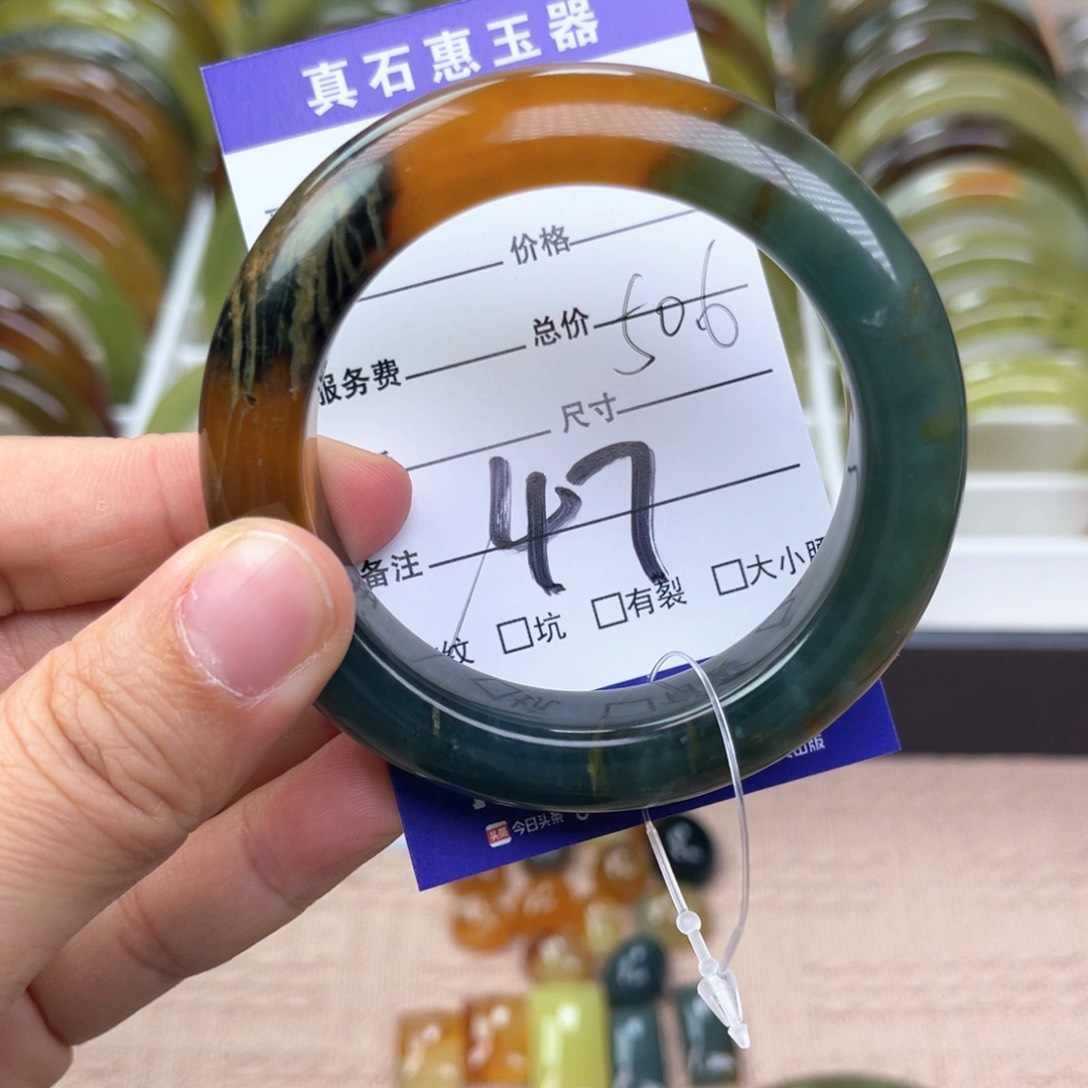 真石惠玉器
价格
总价 506
服务费
尺寸
47
备注
纹 □坑 □有裂 □大小
今日头条